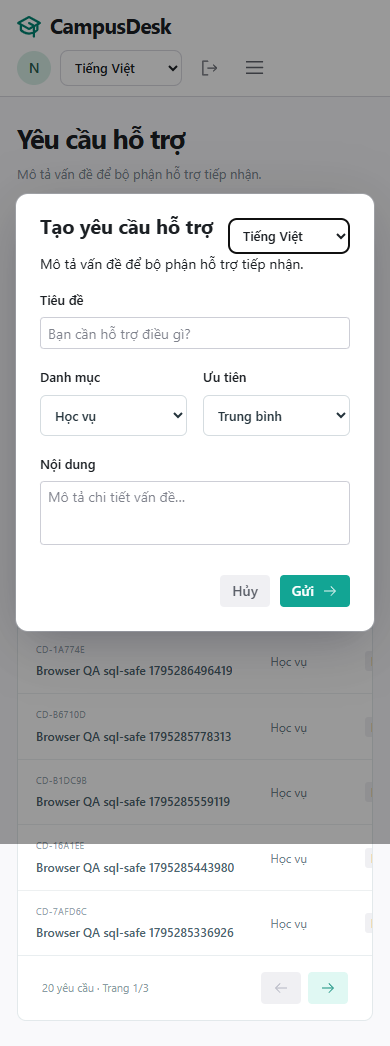 CampusDesk
N
Tiếng Việt
Yêu cầu hỗ trợ
Mô tả vấn đề để bộ phận hỗ trợ tiếp nhận.
Tạo yêu cầu hỗ trợ
Tiếng Việt
Mô tả vấn đề để bộ phận hỗ trợ tiếp nhận.
Tiêu đề
Bạn cần hỗ trợ điều gì?
Danh mục
Ưu tiên
Học vụ
Trung bình
Nội dung
Mô tả chi tiết vấn đề...
Hủy
Gửi
CD-1A774E
Browser QA sql-safe 1795286496419
Học vụ
CD-B6710D
Browser QA sql-safe 1795285778313
Học vụ
CD-B1DC9B
Browser QA sql-safe 1795285559119
Học vụ
CD-16A1EE
Browser QA sql-safe 1795285443980
Học vụ
CD-7AFD6C
Browser QA sql-safe 1795285336926
Học vụ
20 yêu cầu · Trang 1/3